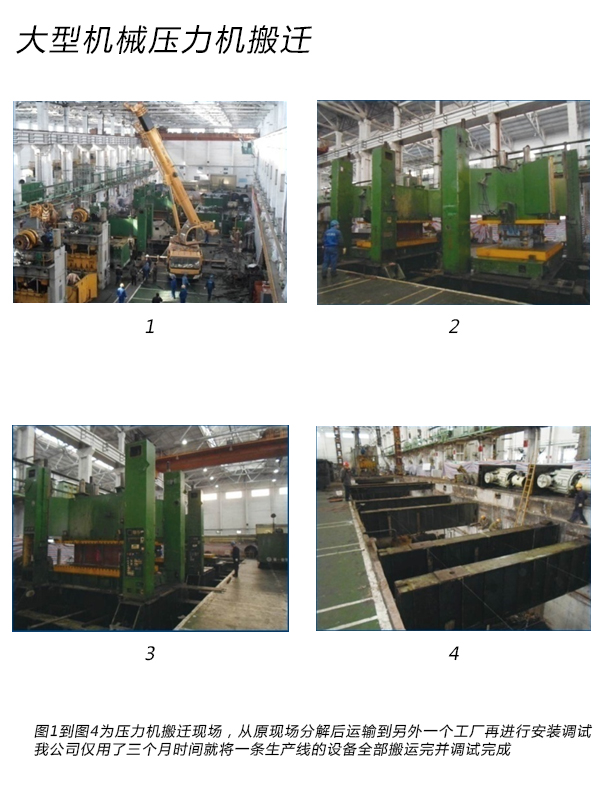 大型机械压力机搬迁
1
2
3
4
图1到图4为压力机搬迁现场，从原现场分解后运输到另外一个工厂再进行安装调试
我公司仅用了三个月时间就将一条生产线的设备全部搬运完并调试完成